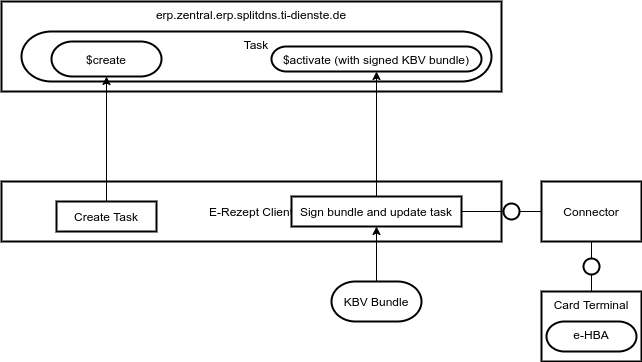 erp.zentral.erp.splitdns.ti-dienste.de
Task
$create
$activate (with signed KBV bundle)
Create Task
E-Rezept Client
Sign bundle and update task
Connector
KBV Bundle
Card Terminal
e-HBA